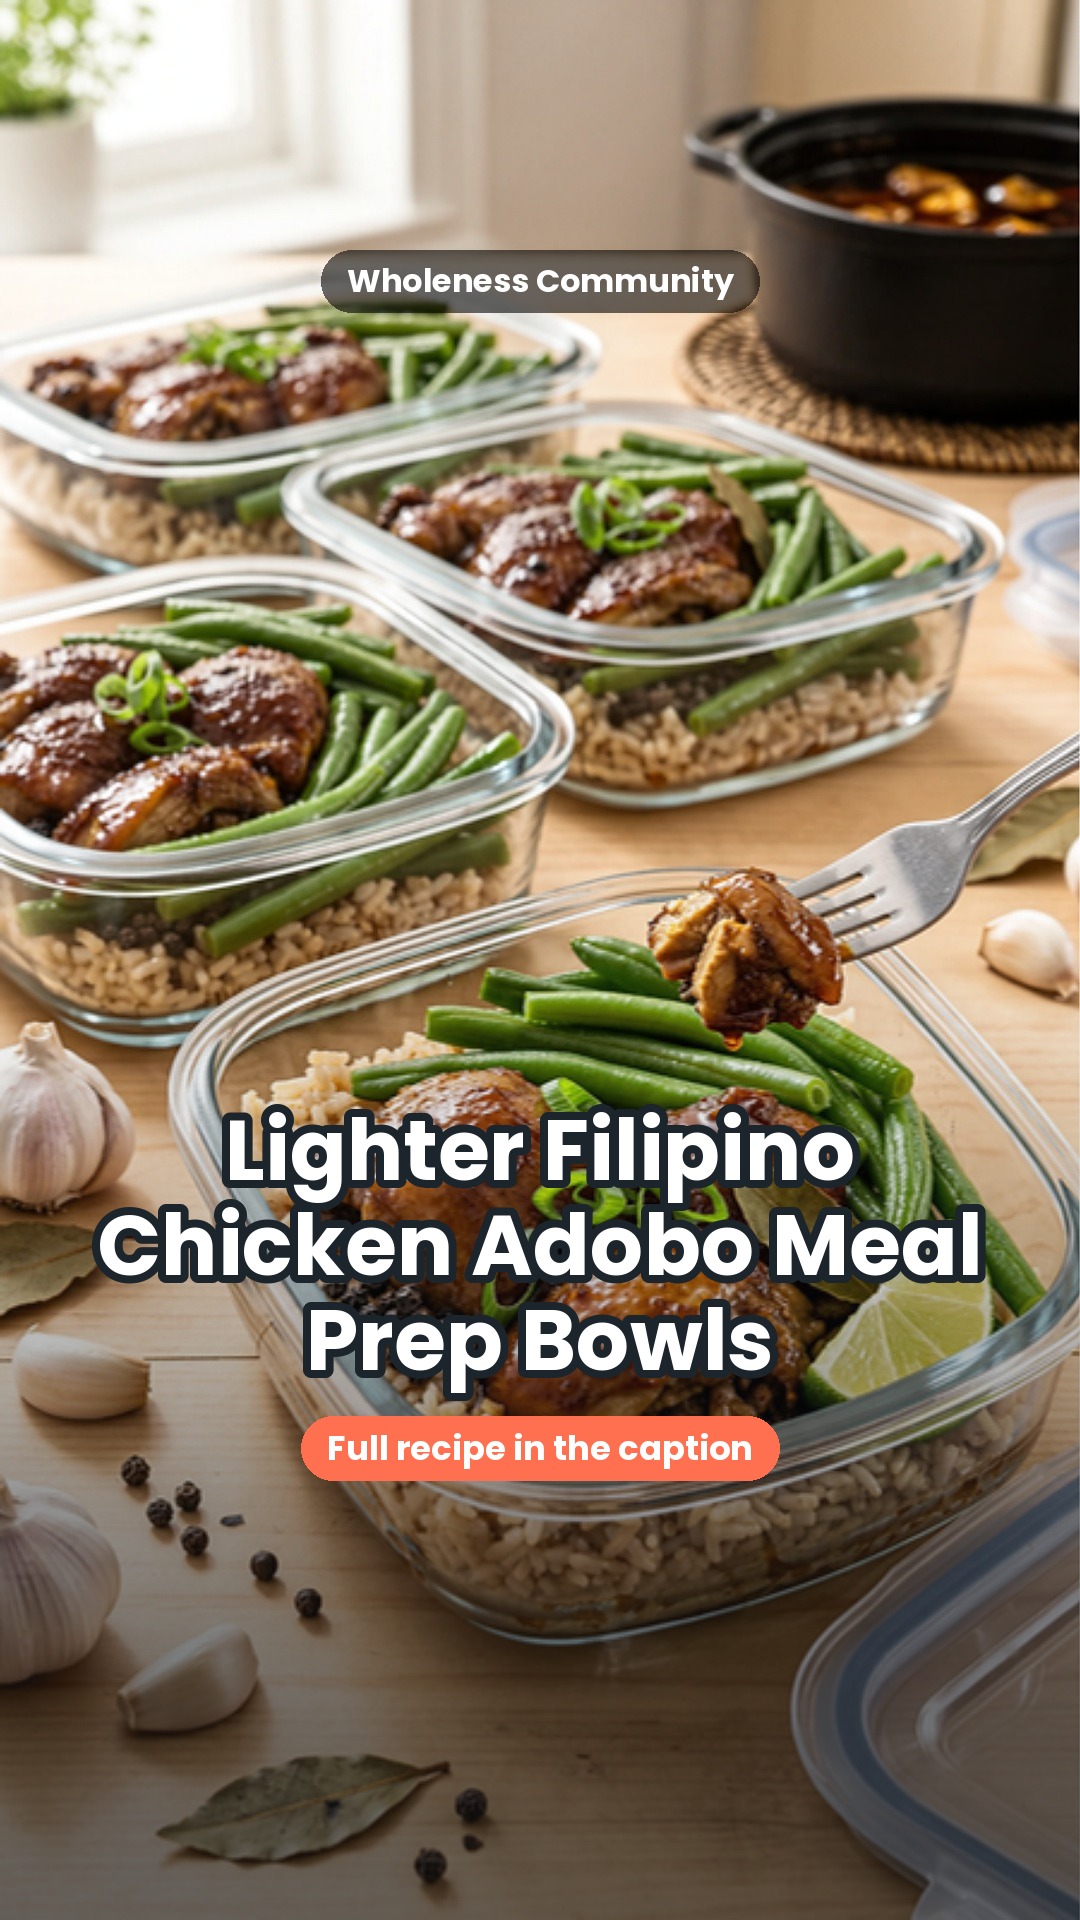 Wholeness Community
Lighter Filipino
Chicken Adobo Meal
Prep Bowls
Full recipe in the caption